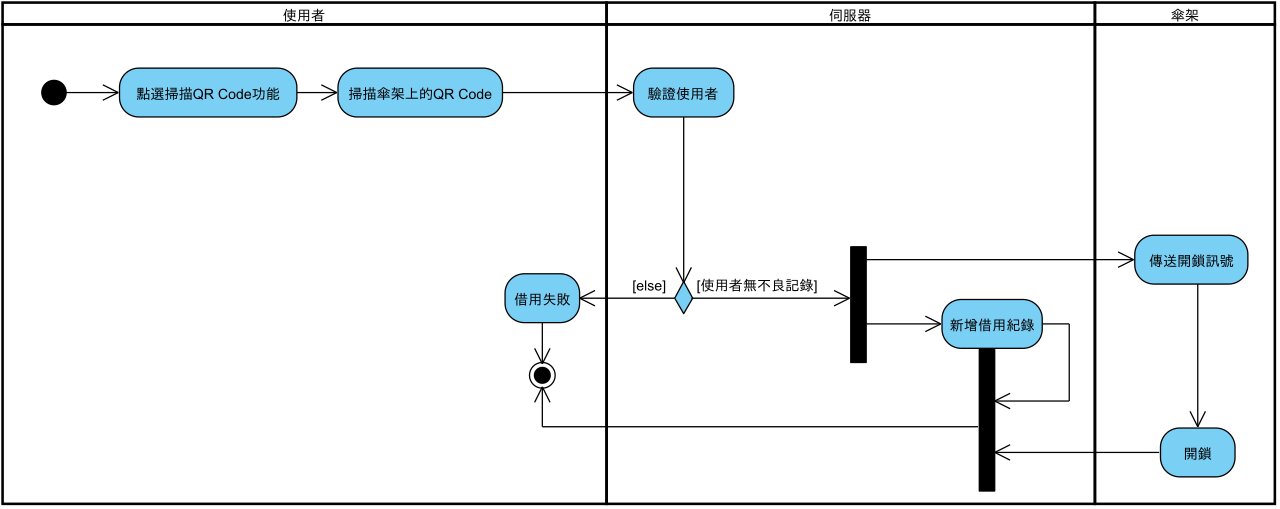 使用者
伺服器
傘架
點選掃描QR Code功能
掃描傘架上的QR Code
驗證使用者
傳送開鎖訊號
[else]
[使用者無不良記錄]
借用失敗
新增借用紀錄
開鎖